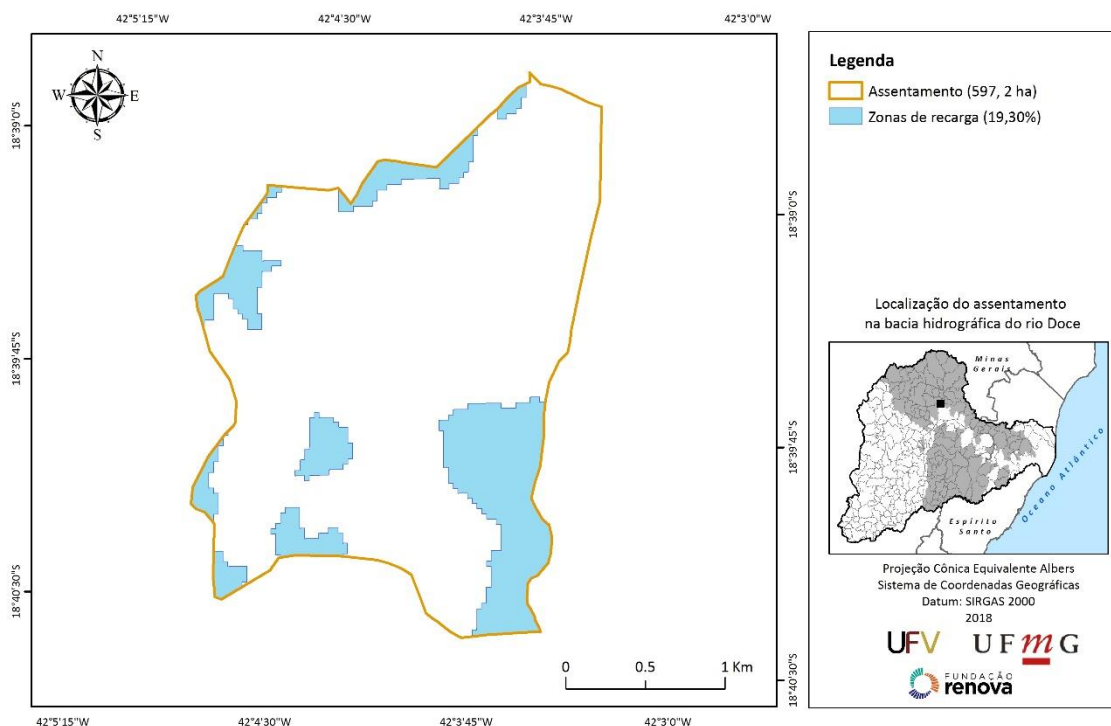 42°5'15"W 42°4'30"W 42°3'45"W 42°3'0"W
N
W E
S
18°39'0"S
18°39'45"S
18°40'30"S
18°39'0"S
18°39'45"S
18°40'30"S
0 0.5 1 Km
42°5'15"W 42°4'30"W 42°3'45"W 42°3'0"W
Legenda
Assentamento (597, 2 ha)
Zonas de recarga (19,30%)
Localização do assentamento
na bacia hidrográfica do rio Doce
Minas
Gerais
Oceano Atlântico
Espírito
Santo
Projeção Cônica Equivalente Albers
Sistema de Coordenadas Geográficas
Datum: SIRGAS 2000
2018
UFV UFmG
FUNDAÇÃO
renova